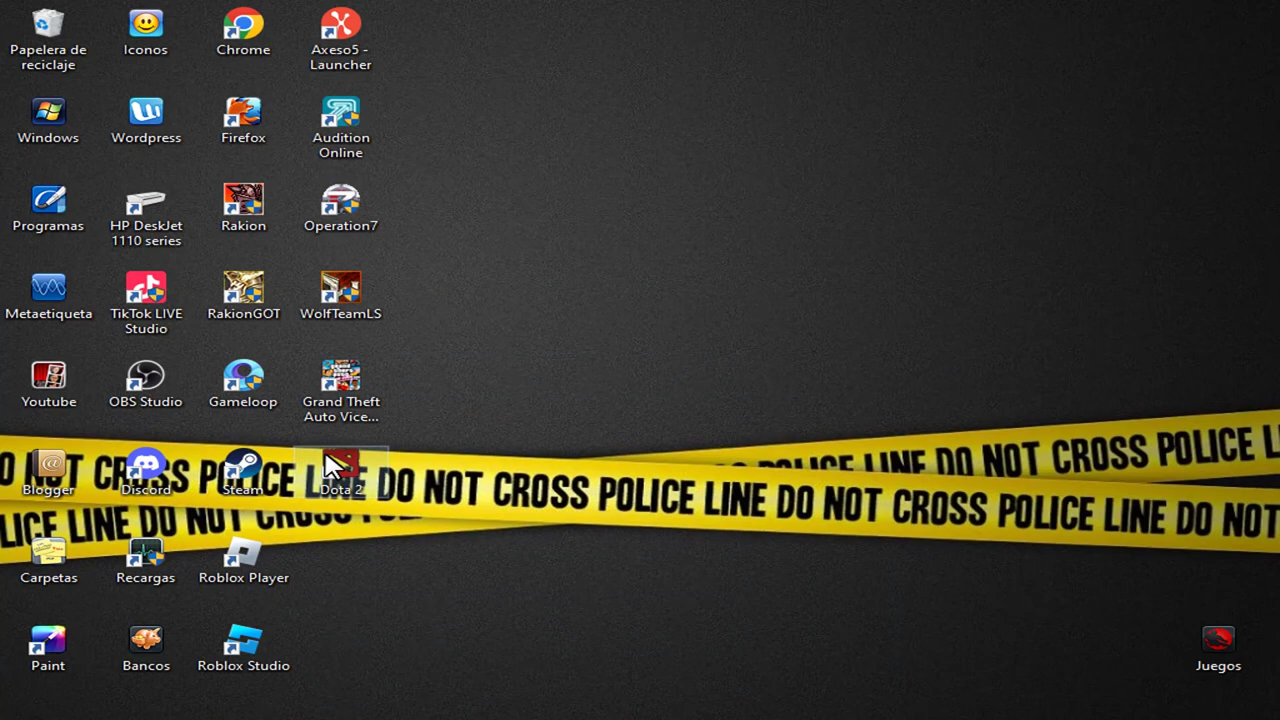 Papelera de
reciclaje
Iconos
Chrome
Axeso5 -
Launcher
Windows
Wordpress
Firefox
Audition
Online
Programas
HP DeskJet
1110 series
Rakion
Operation7
Metaetiqueta
TikTok LIVE
Studio
RakionGOT
WolfTeamLS
Youtube
OBS Studio
Gameloop
Grand Theft
Auto Vice...
Blogger
Discord
Steam
Dota 2
POLICE LINE DO NOT CROSS POLICE LINE DO NOT CROSS POLICE LINE DO NOT
POLICE LINE DO NOT CROSS POLICE L
LINE DO NOT CROSS
Carpetas
Recargas
Roblox Player
Paint
Bancos
Roblox Studio
Juegos